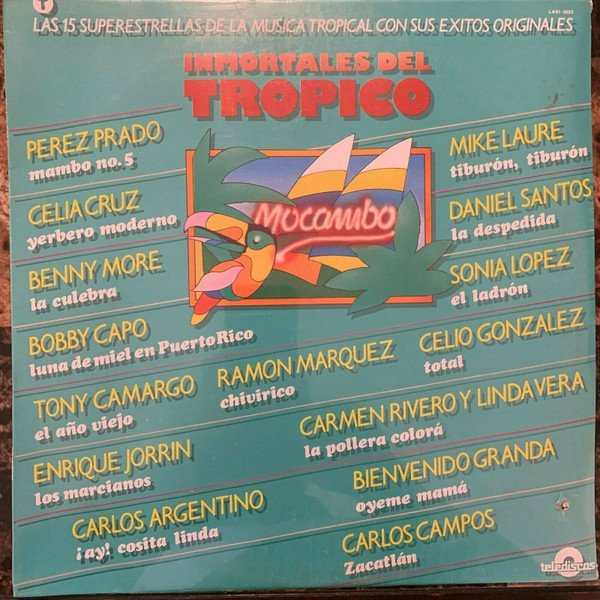 LAS 15 SUPERESTRELLAS DE LA MUSICA TROPICAL CON SUS EXITOS ORIGINALES
INMORTALES DEL
TROPICO
PEREZ PRADO
mambo no. 5
CELIA CRUZ
yerbero moderno
BENNY MORE
la culebra
BOBBY CAPO
luna de miel en Puerto Rico
TONY CAMARGO
el año viejo
ENRIQUE JORRIN
los marcianos
CARLOS ARGENTINO
¡ay! cosita linda
Mocambo
RAMON MARQUEZ
chivirico
MIKE LAURE
tiburón, tiburón
DANIEL SANTOS
la despedida
SONIA LOPEZ
el ladrón
CELIO GONZALEZ
total
CARMEN RIVERO Y LINDA VERA
la pollera colorá
BIENVENIDO GRANDA
oyeme mamá
CARLOS CAMPOS
Zacatlán
telediscos